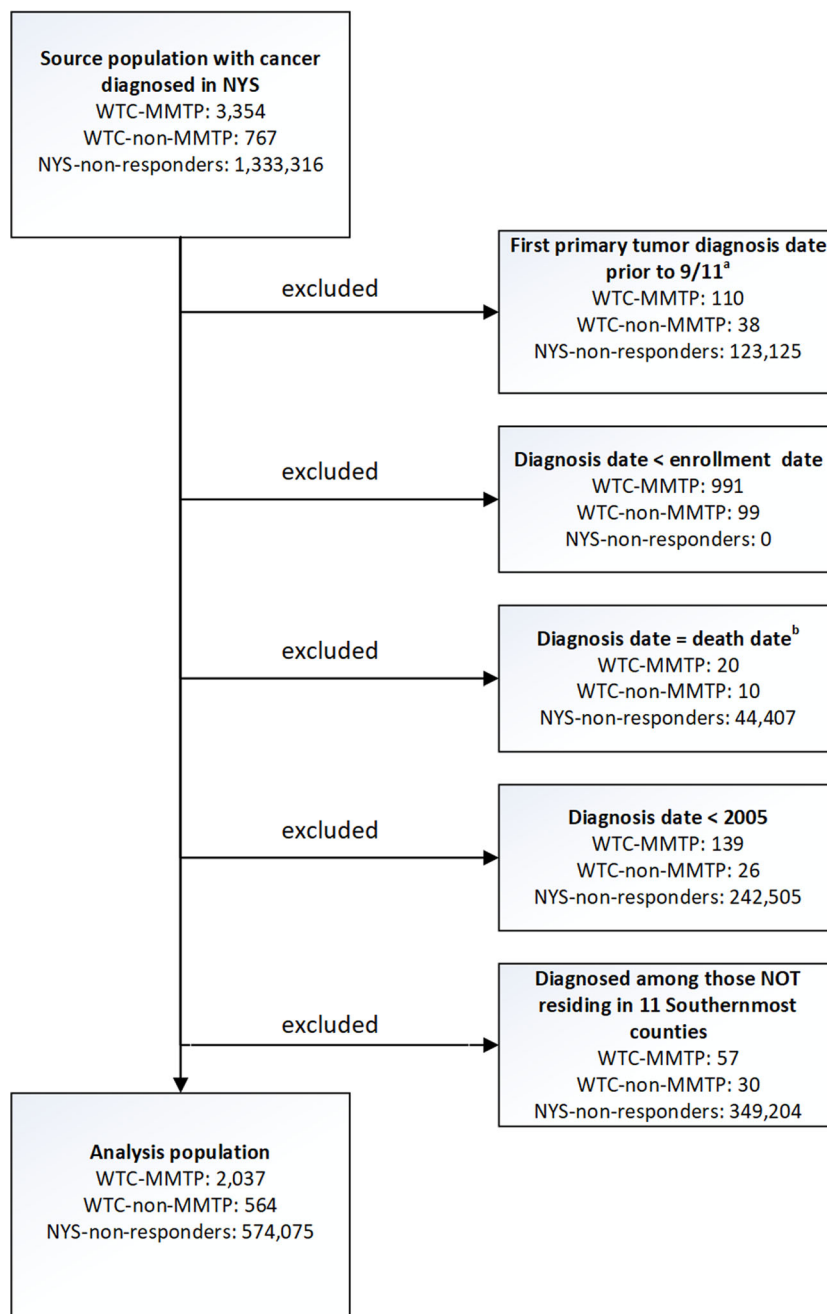 Source population with cancer
diagnosed in NYS
WTC-MMTP: 3,354
WTC-non-MMTP: 767
NYS-non-responders: 1,333,316
First primary tumor diagnosis date
prior to 9/11ᵃ
WTC-MMTP: 110
WTC-non-MMTP: 38
NYS-non-responders: 123,125
excluded
Diagnosis date < enrollment date
WTC-MMTP: 991
WTC-non-MMTP: 99
NYS-non-responders: 0
excluded
Diagnosis date = death dateᵇ
WTC-MMTP: 20
WTC-non-MMTP: 10
NYS-non-responders: 44,407
excluded
Diagnosis date < 2005
WTC-MMTP: 139
WTC-non-MMTP: 26
NYS-non-responders: 242,505
excluded
Diagnosed among those NOT
residing in 11 Southernmost
counties
WTC-MMTP: 57
WTC-non-MMTP: 30
NYS-non-responders: 349,204
excluded
Analysis population
WTC-MMTP: 2,037
WTC-non-MMTP: 564
NYS-non-responders: 574,075